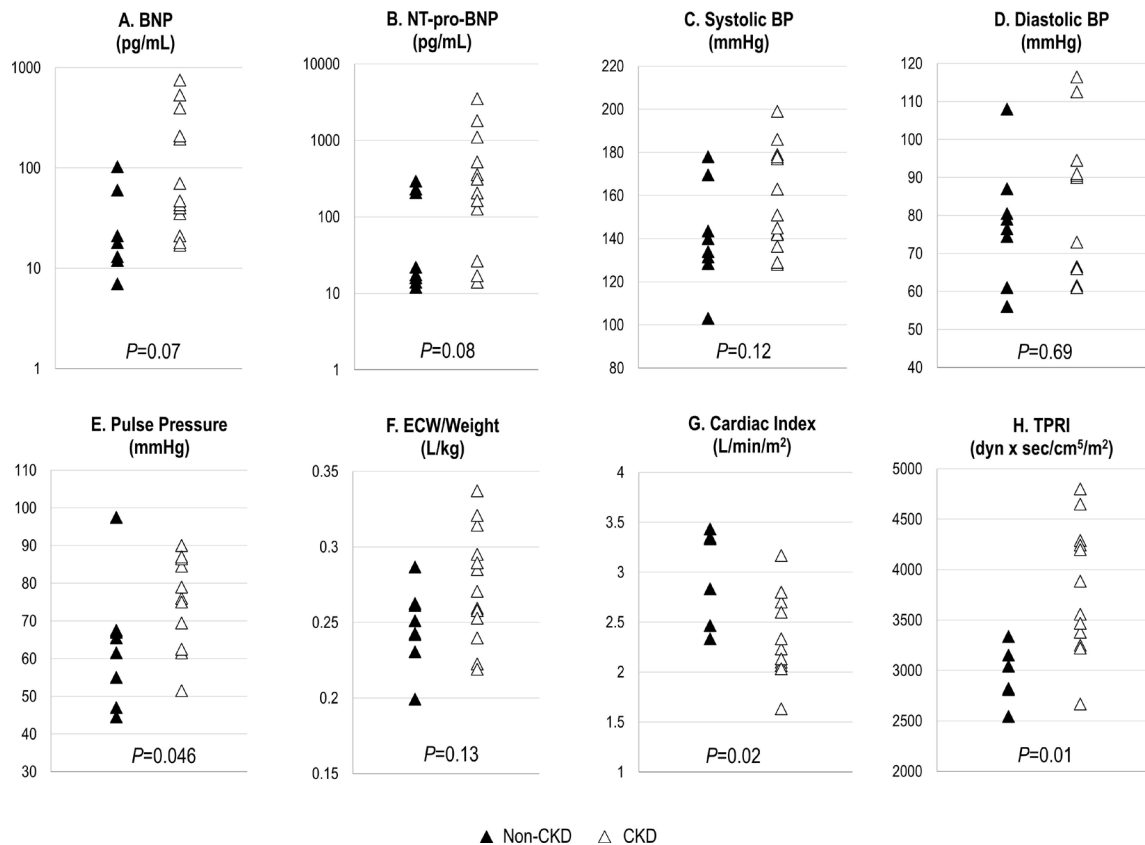 A. BNP
(pg/mL)
1000
100
10
1
P=0.07
B. NT-pro-BNP
(pg/mL)
10000
1000
100
10
1
P=0.08
C. Systolic BP
(mmHg)
220
200
180
160
140
120
100
80
P=0.12
D. Diastolic BP
(mmHg)
120
110
100
90
80
70
60
50
40
P=0.69
E. Pulse Pressure
(mmHg)
110
100
90
80
70
60
50
40
30
P=0.046
F. ECW/Weight
(L/kg)
0.35
0.3
0.25
0.2
0.15
P=0.13
G. Cardiac Index
(L/min/m²)
4
3.5
3
2.5
2
1.5
1
P=0.02
H. TPRI
(dyn x sec/cm⁵/m²)
5000
4500
4000
3500
3000
2500
2000
P=0.01
▲ Non-CKD △ CKD